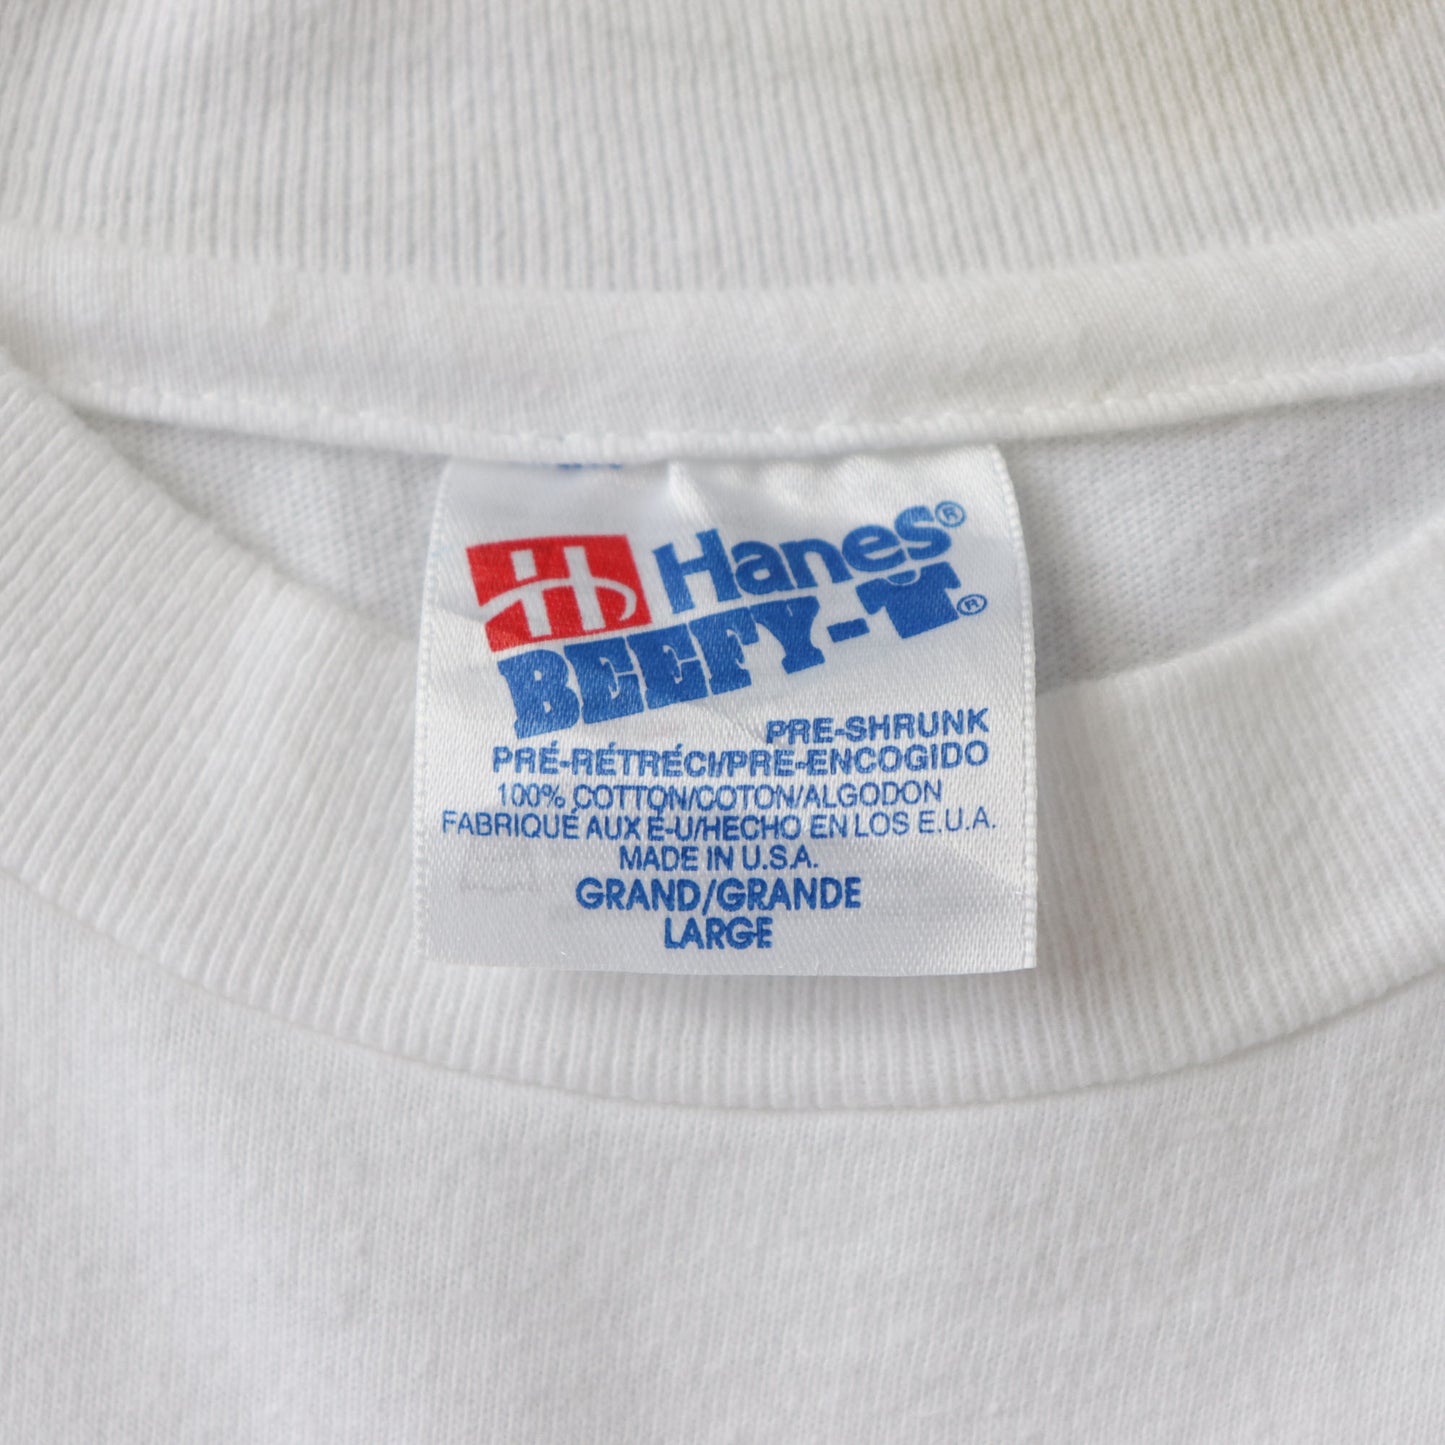 Hanes®
BEEFY-T®
PRE-SHRUNK
PRÉ-RÉTRÉCI/PRE-ENCOGIDO
100% COTTON/COTON/ALGODON
FABRIQUÉ AUX É-U/HECHO EN LOS E.U.A.
MADE IN U.S.A.
GRAND/GRANDE
LARGE